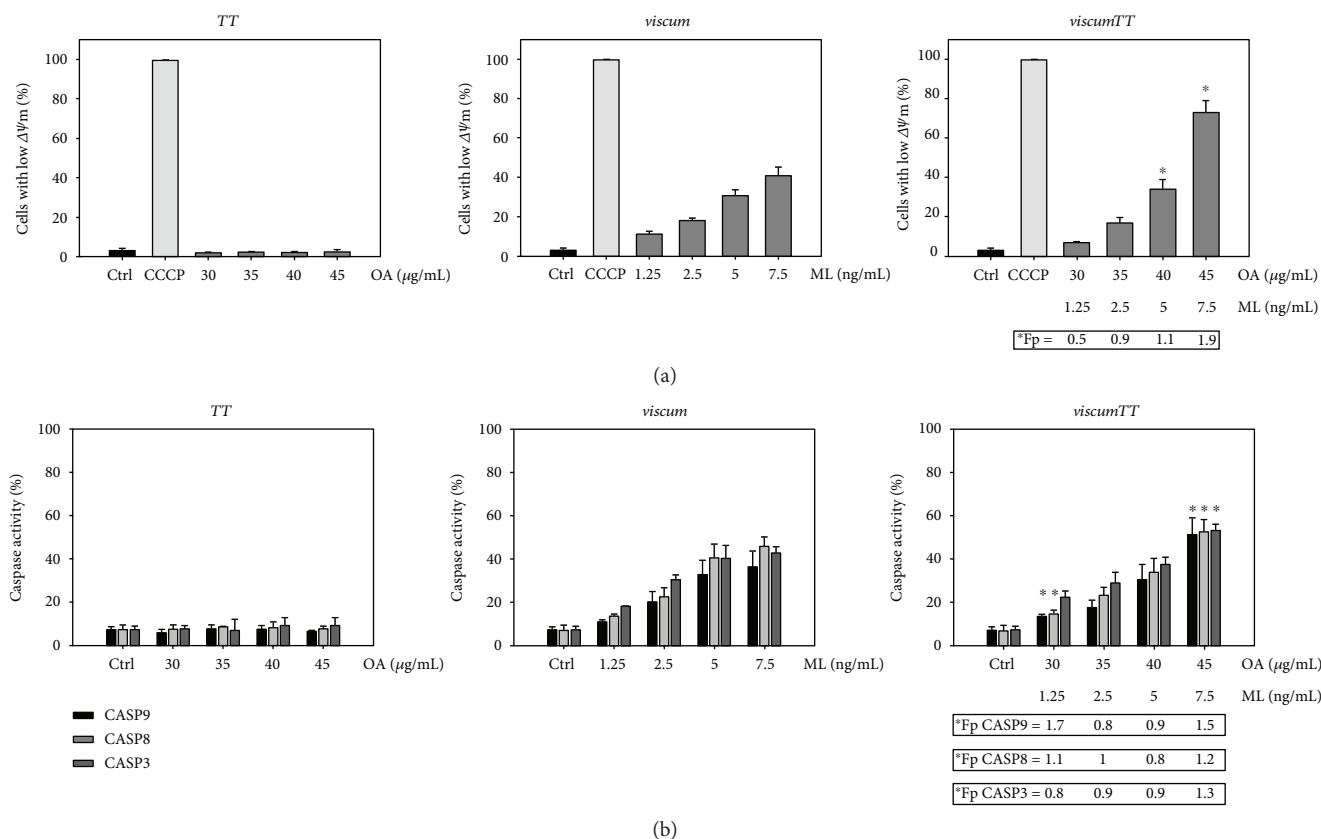 TT
Cells with low ΔΨm (%)
100
80
60
40
20
0
Ctrl CCCP 30 35 40 45 OA (μg/mL)
viscum
Cells with low ΔΨm (%)
100
80
60
40
20
0
Ctrl CCCP 1.25 2.5 5 7.5 ML (ng/mL)
viscumTT
Cells with low ΔΨm (%)
100
80
60
40
20
0
* *
Ctrl CCCP 30 35 40 45 OA (μg/mL)
1.25 2.5 5 7.5 ML (ng/mL)
*Fp = 0.5 0.9 1.1 1.9
(a)
TT
Caspase activity (%)
100
80
60
40
20
0
Ctrl 30 35 40 45 OA (μg/mL)
CASP9
CASP8
CASP3
viscum
Caspase activity (%)
100
80
60
40
20
0
Ctrl 1.25 2.5 5 7.5 ML (ng/mL)
viscumTT
Caspase activity (%)
100
80
60
40
20
0
* * * * *
Ctrl 30 35 40 45 OA (μg/mL)
1.25 2.5 5 7.5 ML (ng/mL)
*Fp CASP9 = 1.7 0.8 0.9 1.5
*Fp CASP8 = 1.1 1 0.8 1.2
*Fp CASP3 = 0.8 0.9 0.9 1.3
(b)